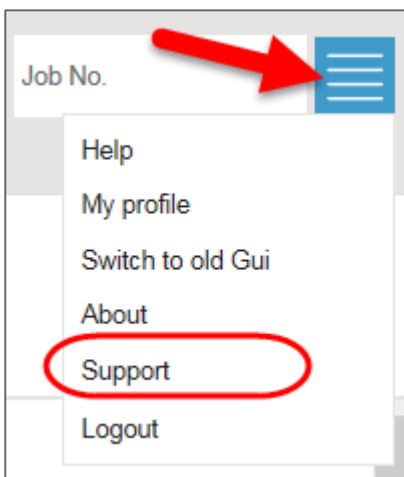 Job No.
Help
My profile
Switch to old Gui
About
Support
Logout